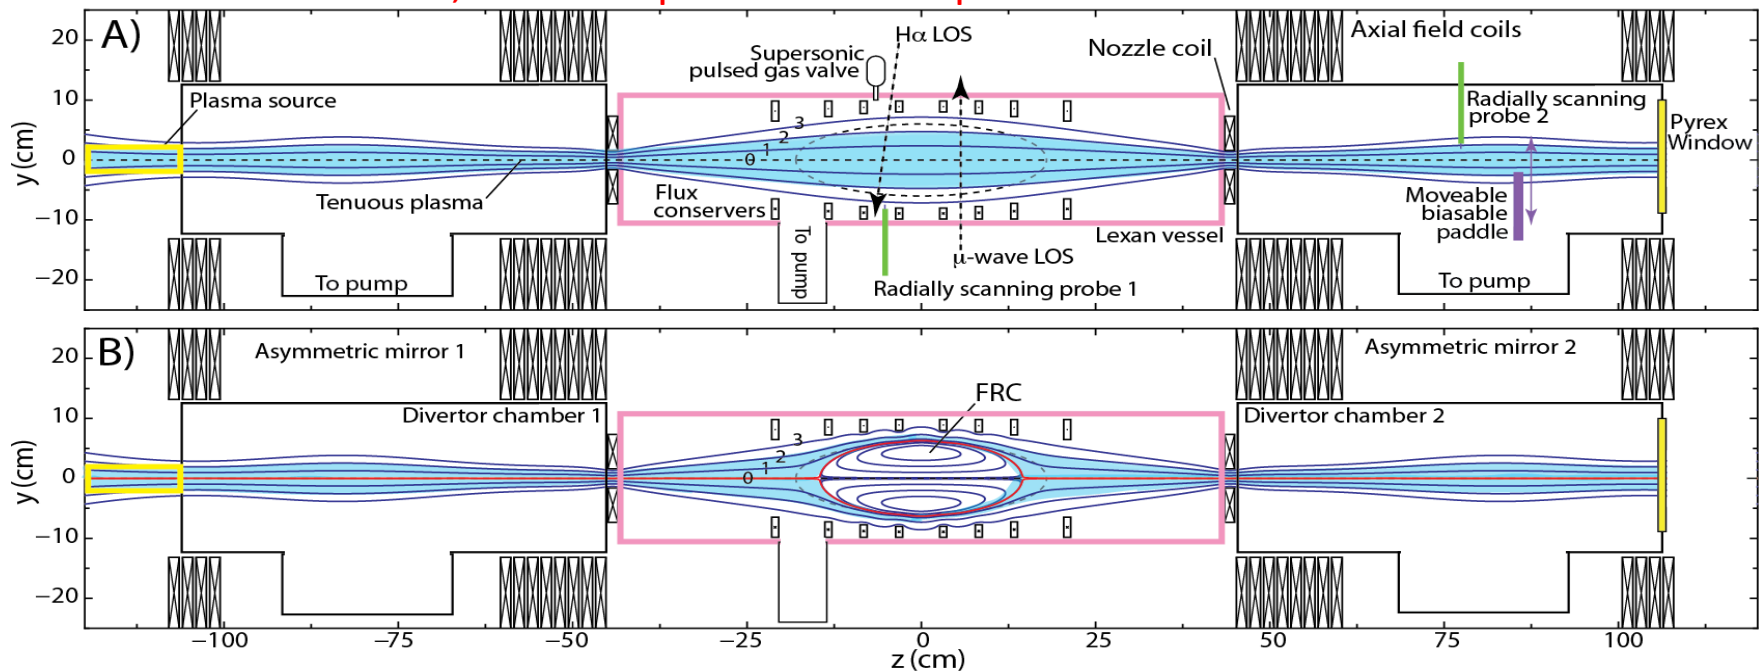 A)
20
10
0
−10
−20
y (cm)
Plasma source
Tenuous plasma
To pump
Supersonic
pulsed gas valve
Hα LOS
Nozzle coil
Axial field coils
Radially scanning
probe 2
Pyrex
Window
3
2
1
0
Flux
conservers
To pump
μ-wave LOS
Lexan vessel
Radially scanning probe 1
Moveable
biasable
paddle
To pump
B)
20
10
0
−10
−20
y (cm)
Asymmetric mirror 1
Asymmetric mirror 2
Divertor chamber 1
FRC
Divertor chamber 2
3
2
1
0
−100
−75
−50
−25
0
25
50
75
100
z (cm)